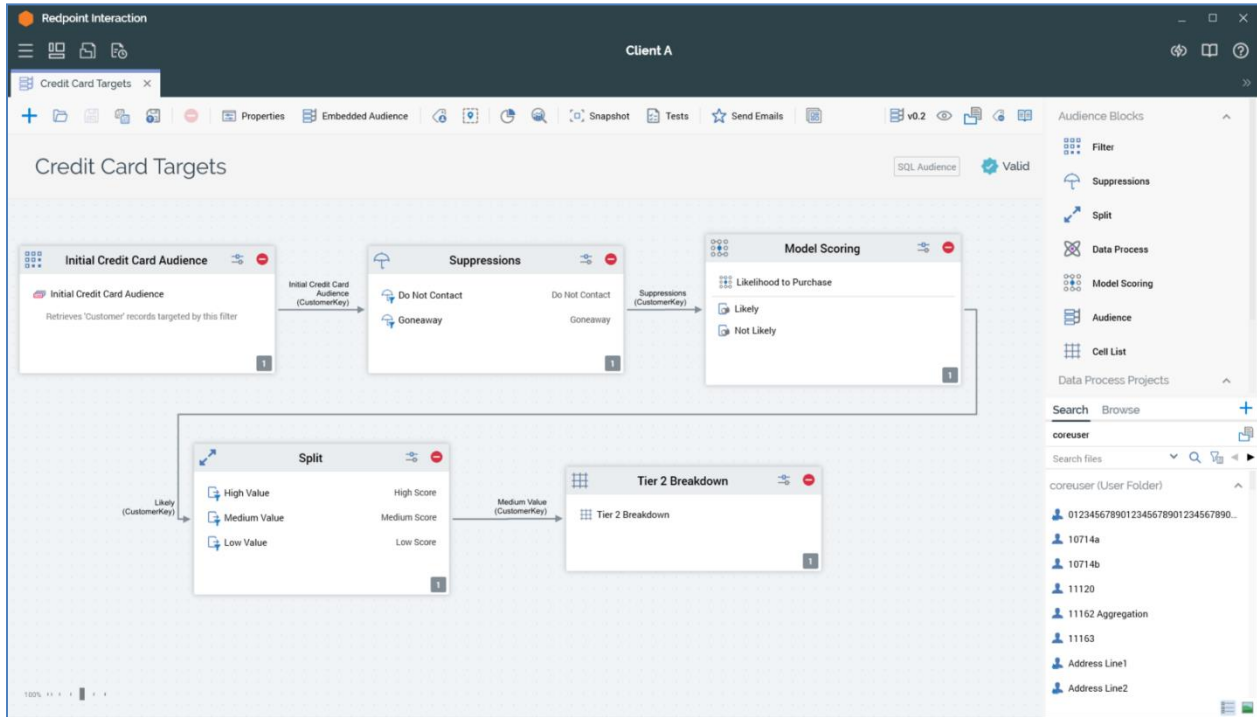 Redpoint Interaction
Client A
Credit Card Targets
Properties
Embedded Audience
Snapshot
Tests
Send Emails
v0.2
Credit Card Targets
SQL Audience
Valid
Initial Credit Card Audience
Initial Credit Card Audience
Retrieves 'Customer' records targeted by this filter
1
Initial Credit Card
Audience
(CustomerKey)
Suppressions
Do Not Contact Do Not Contact
Goneaway Goneaway
1
Suppressions
(CustomerKey)
Model Scoring
Likelihood to Purchase
Likely
Not Likely
1
Likely
(CustomerKey)
Split
High Value High Score
Medium Value Medium Score
Low Value Low Score
1
Medium Value
(CustomerKey)
Tier 2 Breakdown
Tier 2 Breakdown
1
100%
Audience Blocks
Filter
Suppressions
Split
Data Process
Model Scoring
Audience
Cell List
Data Process Projects
Search Browse
coreuser
Search files
coreuser (User Folder)
0123456789012345678901234567890...
10714a
10714b
11120
11162 Aggregation
11163
Address Line1
Address Line2